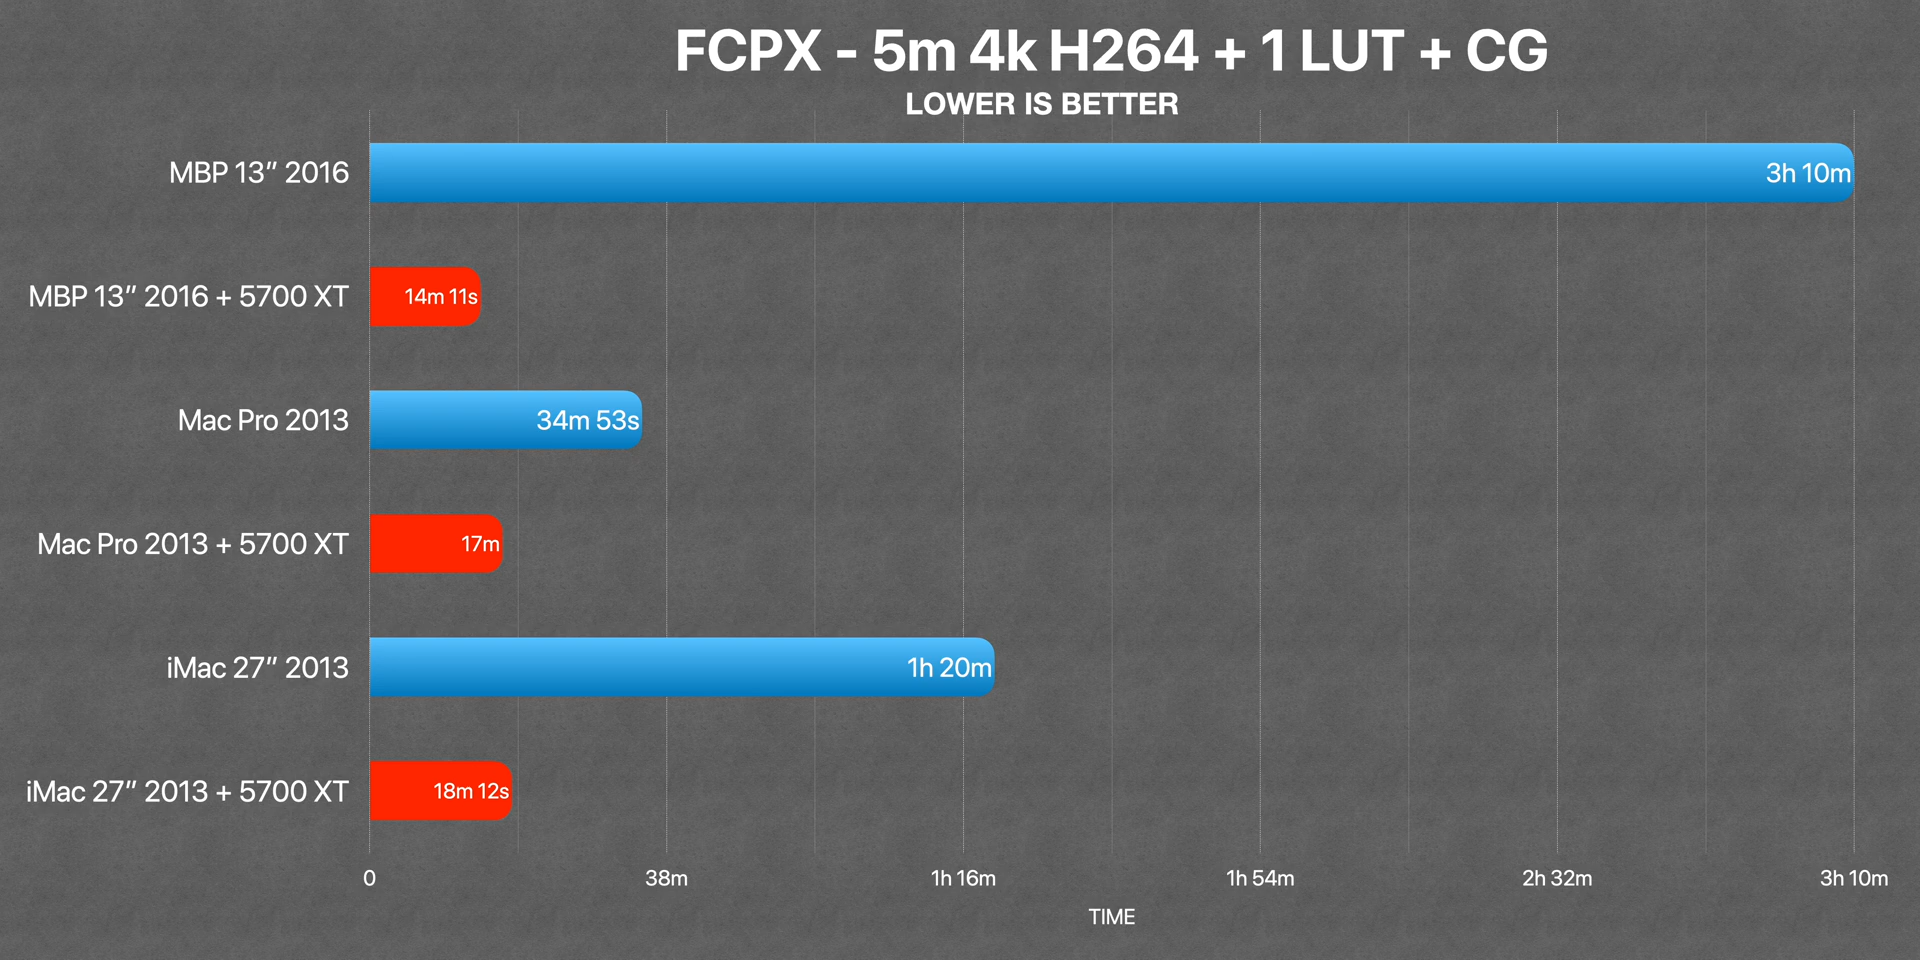 FCPX - 5m 4k H264 + 1 LUT + CG
LOWER IS BETTER
MBP 13” 2016
3h 10m
MBP 13” 2016 + 5700 XT
14m 11s
Mac Pro 2013
34m 53s
Mac Pro 2013 + 5700 XT
17m
iMac 27” 2013
1h 20m
iMac 27” 2013 + 5700 XT
18m 12s
0 38m 1h 16m 1h 54m 2h 32m 3h 10m
TIME